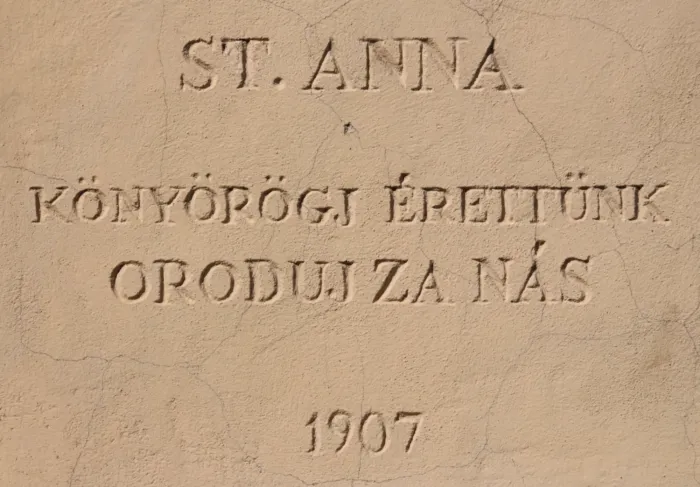 ST. ANNA
KÖNYÖRÖGJ ÉRETTÜNK
ORODUJ ZA NÁS
1907